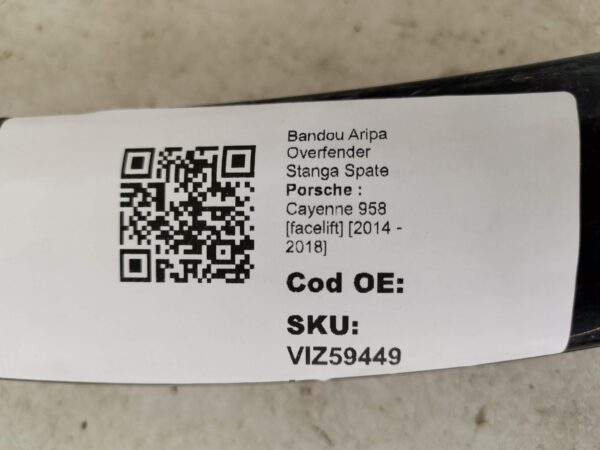 Bandou Aripa
Overfender
Stanga Spate
Porsche :
Cayenne 958
[facelift] [2014 -
2018]
Cod OE:
SKU:
VIZ59449